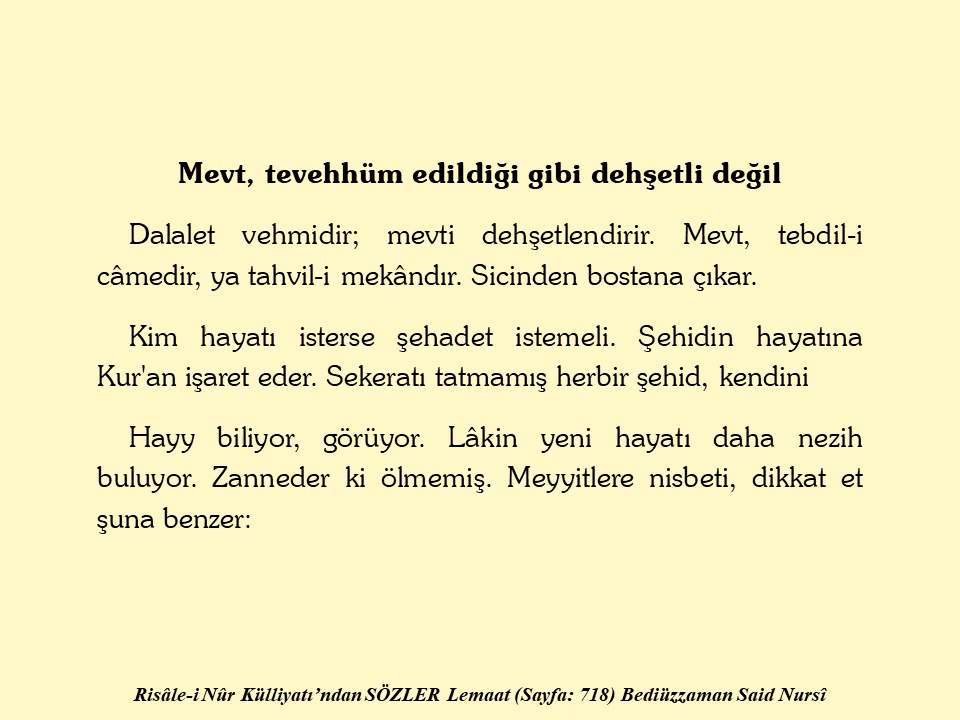 Mevt, tevehhüm edildiği gibi dehşetli değil
Dalalet vehmidir; mevti dehşetlendirir. Mevt, tebdil-i
câmedir, ya tahvil-i mekândır. Sicinden bostana çıkar.
Kim hayatı isterse şehadet istemeli. Şehidin hayatına
Kur'an işaret eder. Sekeratı tatmamış herbir şehid, kendini
Hayy biliyor, görüyor. Lâkin yeni hayatı daha nezih
buluyor. Zanneder ki ölmemiş. Meyyitlere nisbeti, dikkat et
şuna benzer:
Risâle-i Nûr Külliyatı’ndan SÖZLER Lemaat (Sayfa: 718) Bediüzzaman Said Nursî